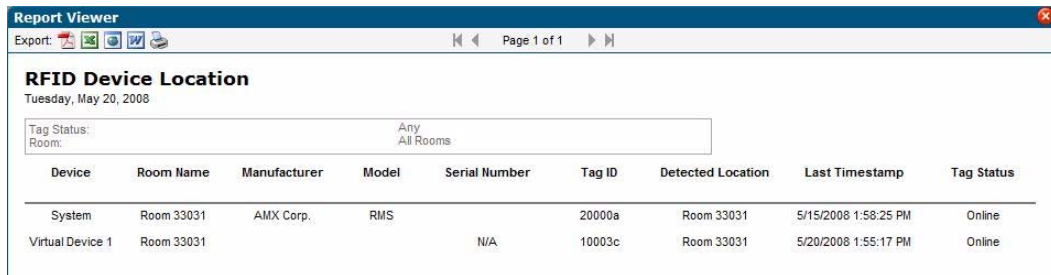 Report Viewer
Export: Page 1 of 1
RFID Device Location
Tuesday, May 20, 2008
Tag Status: Any
Room: All Rooms
Device Room Name Manufacturer Model Serial Number Tag ID Detected Location Last Timestamp Tag Status
System Room 33031 AMX Corp. RMS 20000a Room 33031 5/15/2008 1:58:25 PM Online
Virtual Device 1 Room 33031 N/A 10003c Room 33031 5/20/2008 1:55:17 PM Online